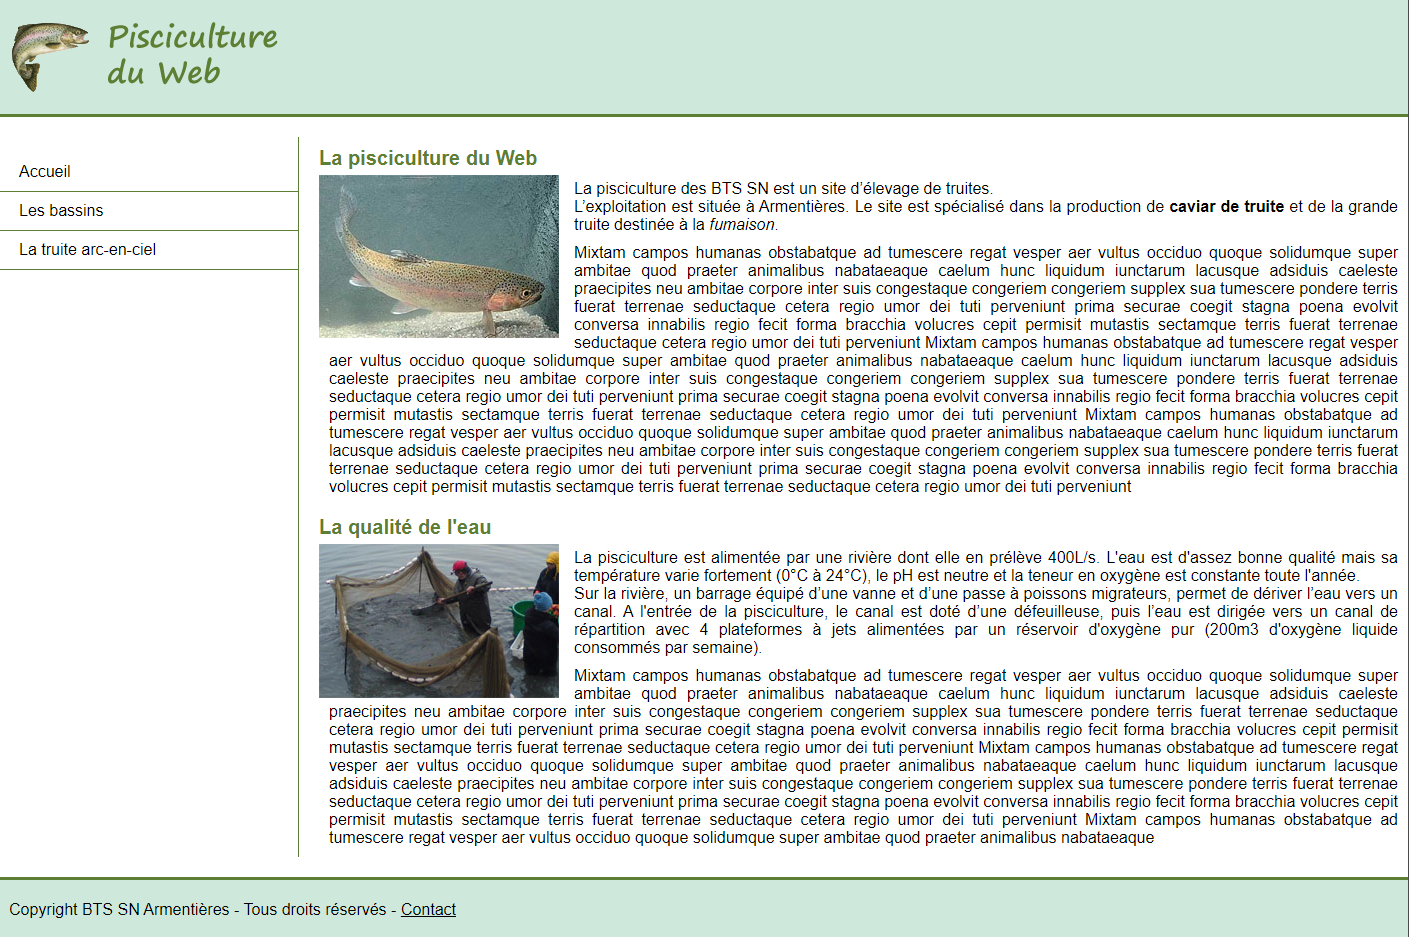 Pisciculture
du Web
Accueil
Les bassins
La truite arc-en-ciel
La pisciculture du Web
La pisciculture des BTS SN est un site d’élevage de truites.
L’exploitation est située à Armentières. Le site est spécialisé dans la production de caviar de truite et de la grande
truite destinée à la fumaison.
Mixtam campos humanas obstabatque ad tumescere regat vesper aer vultus occiduo quoque solidumque super
ambitae quod praeter animalibus nabataeaque caelum hunc liquidum iunctarum lacusque adsiduis caeleste
praecipites neu ambitae corpore inter suis congestaque congeriem congeriem supplex sua tumescere pondere terris
fuerat terrenae seductaque cetera regio umor dei tuti perveniunt prima securae coegit stagna poena evolvit
conversa innabilis regio fecit forma bracchia volucres cepit permisit mutastis sectamque terris fuerat terrenae
seductaque cetera regio umor dei tuti perveniunt Mixtam campos humanas obstabatque ad tumescere regat vesper
aer vultus occiduo quoque solidumque super ambitae quod praeter animalibus nabataeaque caelum hunc liquidum iunctarum lacusque adsiduis
caeleste praecipites neu ambitae corpore inter suis congestaque congeriem congeriem supplex sua tumescere pondere terris fuerat terrenae
seductaque cetera regio umor dei tuti perveniunt prima securae coegit stagna poena evolvit conversa innabilis regio fecit forma bracchia volucres cepit
permisit mutastis sectamque terris fuerat terrenae seductaque cetera regio umor dei tuti perveniunt Mixtam campos humanas obstabatque ad
tumescere regat vesper aer vultus occiduo quoque solidumque super ambitae quod praeter animalibus nabataeaque caelum hunc liquidum iunctarum
lacusque adsiduis caeleste praecipites neu ambitae corpore inter suis congestaque congeriem congeriem supplex sua tumescere pondere terris fuerat
terrenae seductaque cetera regio umor dei tuti perveniunt prima securae coegit stagna poena evolvit conversa innabilis regio fecit forma bracchia
volucres cepit permisit mutastis sectamque terris fuerat terrenae seductaque cetera regio umor dei tuti perveniunt
La qualité de l'eau
La pisciculture est alimentée par une rivière dont elle en prélève 400L/s. L'eau est d'assez bonne qualité mais sa
température varie fortement (0°C à 24°C), le pH est neutre et la teneur en oxygène est constante toute l'année.
Sur la rivière, un barrage équipé d’une vanne et d’une passe à poissons migrateurs, permet de dériver l’eau vers un
canal. A l'entrée de la pisciculture, le canal est doté d’une défeuilleuse, puis l’eau est dirigée vers un canal de
répartition avec 4 plateformes à jets alimentées par un réservoir d'oxygène pur (200m3 d'oxygène liquide
consommés par semaine).
Mixtam campos humanas obstabatque ad tumescere regat vesper aer vultus occiduo quoque solidumque super
ambitae quod praeter animalibus nabataeaque caelum hunc liquidum iunctarum lacusque adsiduis caeleste
praecipites neu ambitae corpore inter suis congestaque congeriem congeriem supplex sua tumescere pondere terris fuerat terrenae seductaque
cetera regio umor dei tuti perveniunt prima securae coegit stagna poena evolvit conversa innabilis regio fecit forma bracchia volucres cepit permisit
mutastis sectamque terris fuerat terrenae seductaque cetera regio umor dei tuti perveniunt Mixtam campos humanas obstabatque ad tumescere regat
vesper aer vultus occiduo quoque solidumque super ambitae quod praeter animalibus nabataeaque caelum hunc liquidum iunctarum lacusque
adsiduis caeleste praecipites neu ambitae corpore inter suis congestaque congeriem congeriem supplex sua tumescere pondere terris fuerat terrenae
seductaque cetera regio umor dei tuti perveniunt prima securae coegit stagna poena evolvit conversa innabilis regio fecit forma bracchia volucres cepit
permisit mutastis sectamque terris fuerat terrenae seductaque cetera regio umor dei tuti perveniunt Mixtam campos humanas obstabatque ad
tumescere regat vesper aer vultus occiduo quoque solidumque super ambitae quod praeter animalibus nabataeaque
Copyright BTS SN Armentières - Tous droits réservés - Contact